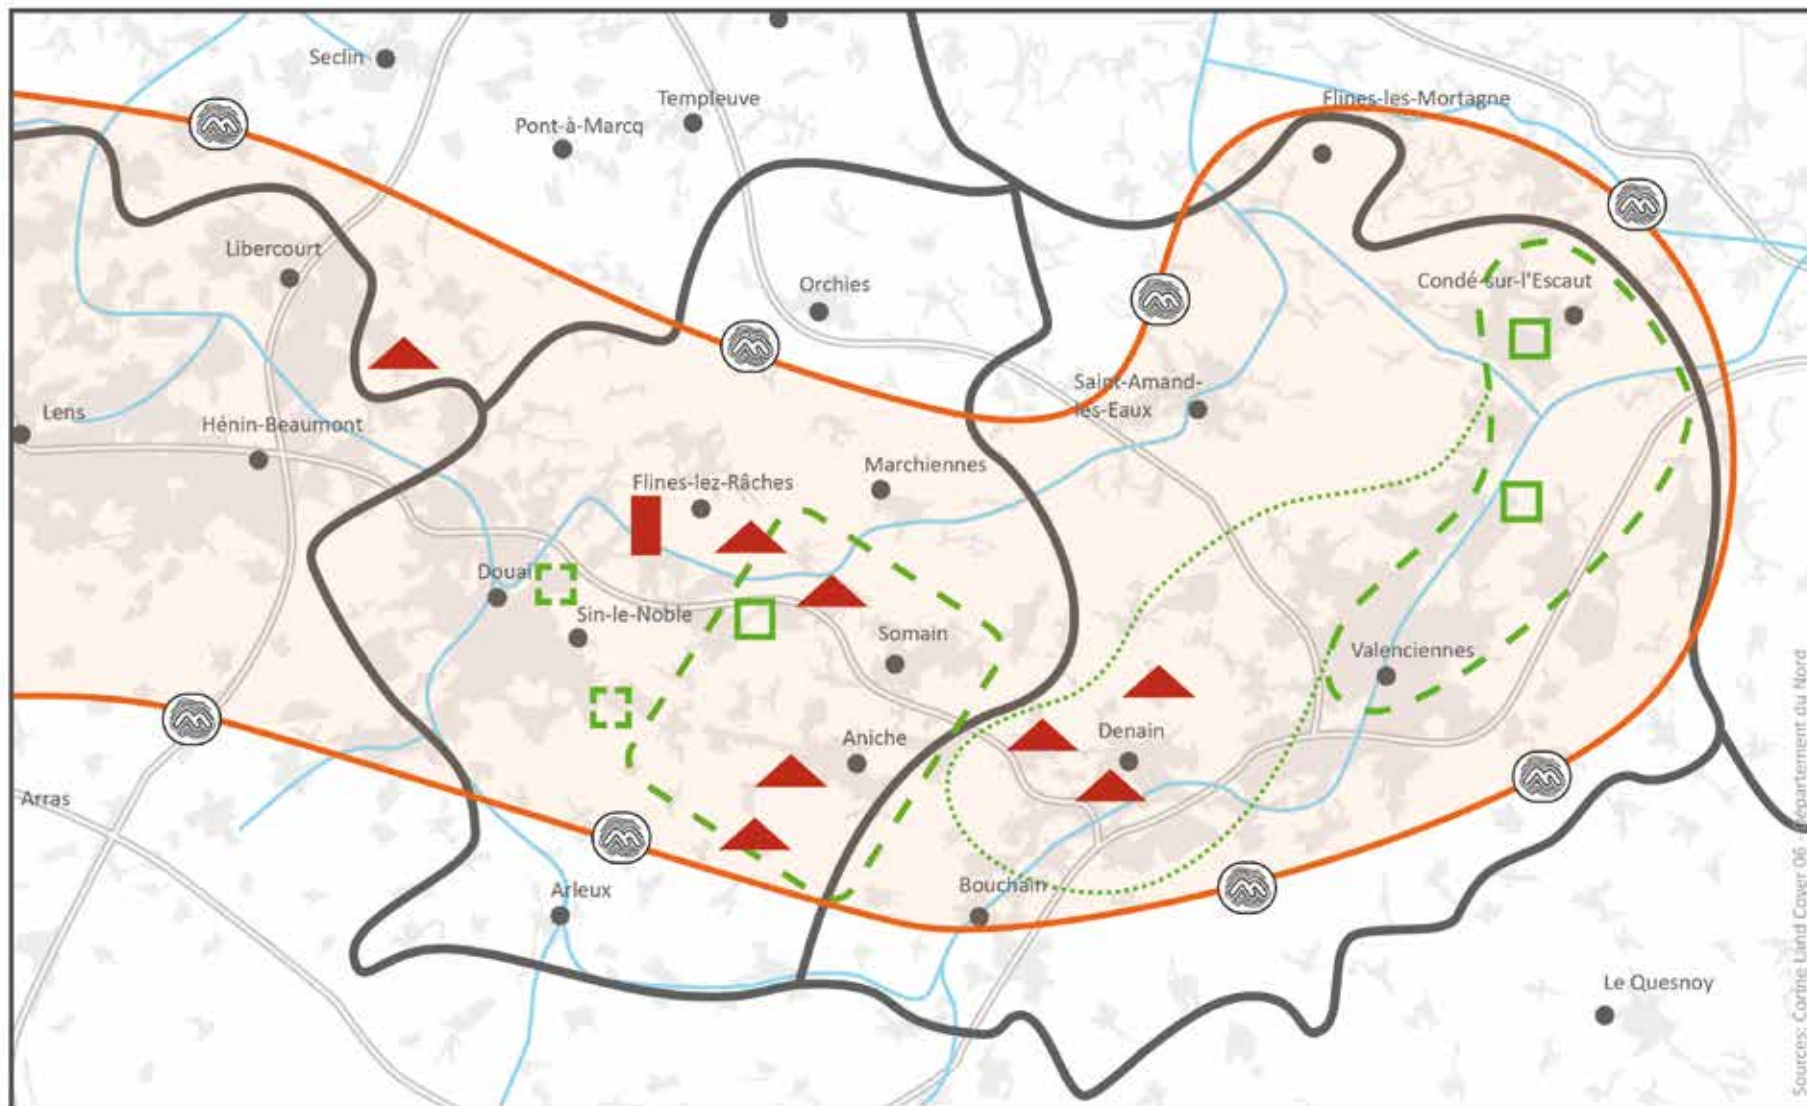 Seclin
Templeuve
Pont-à-Marcq
Flines-les-Mortagne
Libercourt
Orchies
Condé-sur-l'Escaut
Saint-Amand-
les-Eaux
Lens
Hénin-Beaumont
Marchiennes
Flines-lez-Râches
Douai
Sin-le-Noble
Somain
Valenciennes
Aniche
Denain
Arras
Arleux
Bouchain
Le Quesnoy
Sources: Corine Land Cover 06 - Département du Nord